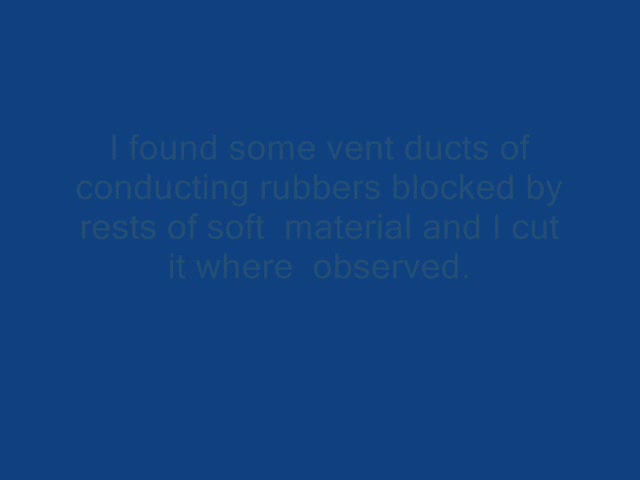 I found some vent ducts of
conducting rubbers blocked by
rests of soft  material and I cut
it where  observed.